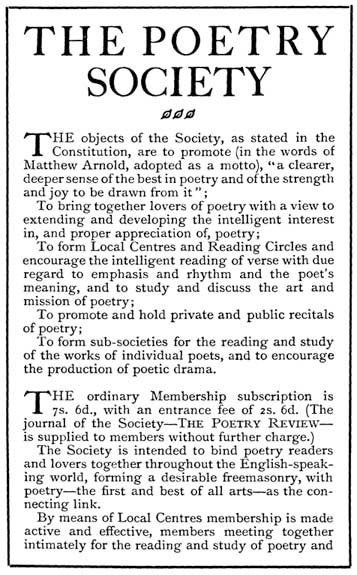 THE POETRY
SOCIETY
THE objects of the Society, as stated in the
Constitution, are to promote (in the words of
Matthew Arnold, adopted as a motto), "a clearer,
deeper sense of the best in poetry and of the strength
and joy to be drawn from it";
To bring together lovers of poetry with a view to
extending and developing the intelligent interest
in, and proper appreciation of, poetry;
To form Local Centres and Reading Circles and
encourage the intelligent reading of verse with due
regard to emphasis and rhythm and the poet's
meaning, and to study and discuss the art and
mission of poetry;
To promote and hold private and public recitals
of poetry;
To form sub-societies for the reading and study
of the works of individual poets, and to encourage
the production of poetic drama.
THE ordinary Membership subscription is
7s. 6d., with an entrance fee of 2s. 6d. (The
journal of the Society—THE POETRY REVIEW—
is supplied to members without further charge.)
The Society is intended to bind poetry readers
and lovers together throughout the English-speak-
ing world, forming a desirable freemasonry, with
poetry—the first and best of all arts—as the con-
necting link.
By means of Local Centres membership is made
active and effective, members meeting together
intimately for the reading and study of poetry and